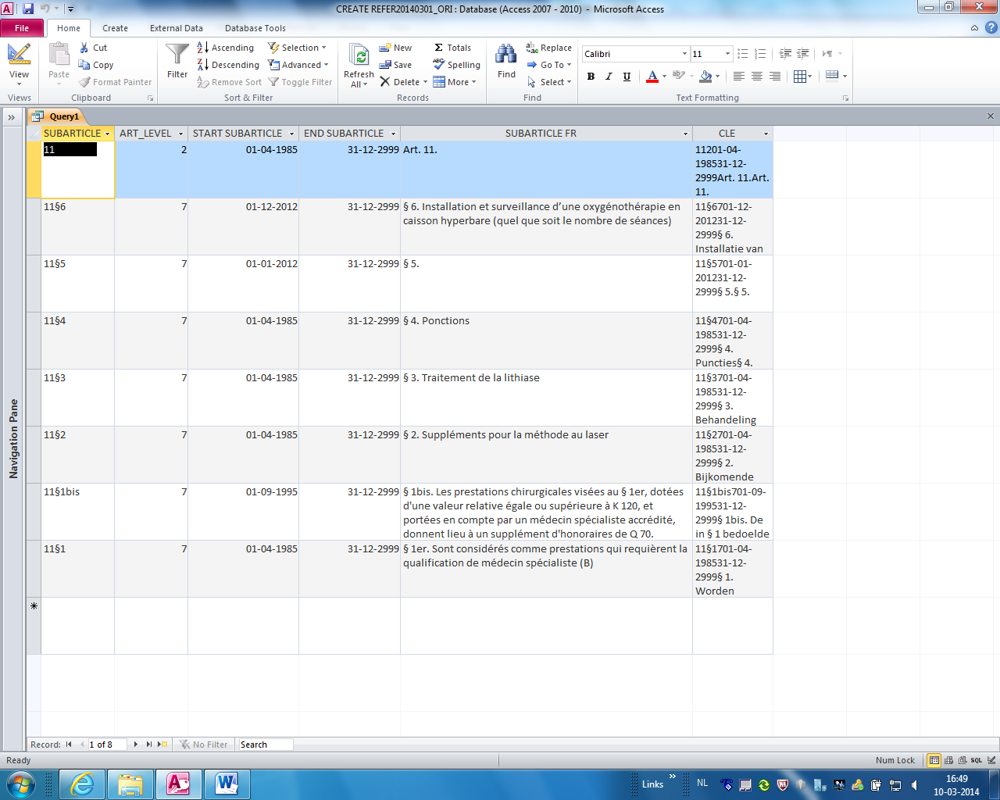 CREATE REFER20140301_ORI : Database (Access 2007 - 2010) - Microsoft Access
File Home Create External Data Database Tools
View
Views
Paste
Cut
Copy
Format Painter
Clipboard
Filter
Ascending
Descending
Remove Sort
Selection
Advanced
Toggle Filter
Sort & Filter
Refresh
All
New
Save
Delete
Totals
Spelling
More
Records
Find
Replace
Go To
Select
Find
Calibri 11
B I U A
Text Formatting
Query1
Navigation Pane
SUBARTICLE ART_LEVEL START SUBARTICLE END SUBARTICLE SUBARTICLE FR CLE
11 2 01-04-1985 31-12-2999 Art. 11.
11201-04-
198531-12-
2999Art. 11.Art.
11.
11§6 7 01-12-2012 31-12-2999 § 6. Installation et surveillance d’une oxygénothérapie en
caisson hyperbare (quel que soit le nombre de séances)
11§6701-12-
201231-12-
2999§ 6.
Installatie van
11§5 7 01-01-2012 31-12-2999 § 5.
11§5701-01-
201231-12-
2999§ 5.§ 5.
11§4 7 01-04-1985 31-12-2999 § 4. Ponctions
11§4701-04-
198531-12-
2999§ 4.
Puncties§ 4.
11§3 7 01-04-1985 31-12-2999 § 3. Traitement de la lithiase
11§3701-04-
198531-12-
2999§ 3.
Behandeling
11§2 7 01-04-1985 31-12-2999 § 2. Suppléments pour la méthode au laser
11§2701-04-
198531-12-
2999§ 2.
Bijkomende
11§1bis 7 01-09-1995 31-12-2999 § 1bis. Les prestations chirurgicales visées au § 1er, dotées
d'une valeur relative égale ou supérieure à K 120, et
portées en compte par un médecin spécialiste accrédité,
donnent lieu à un supplément d'honoraires de Q 70.
11§1bis701-09-
199531-12-
2999§ 1bis. De
in § 1 bedoelde
11§1 7 01-04-1985 31-12-2999 § 1er. Sont considérés comme prestations qui requièrent la
qualification de médecin spécialiste (B)
11§1701-04-
198531-12-
2999§ 1.
Worden
Record: 1 of 8 No Filter Search
Ready Num Lock SQL
Links » NL 16:49
10-03-2014